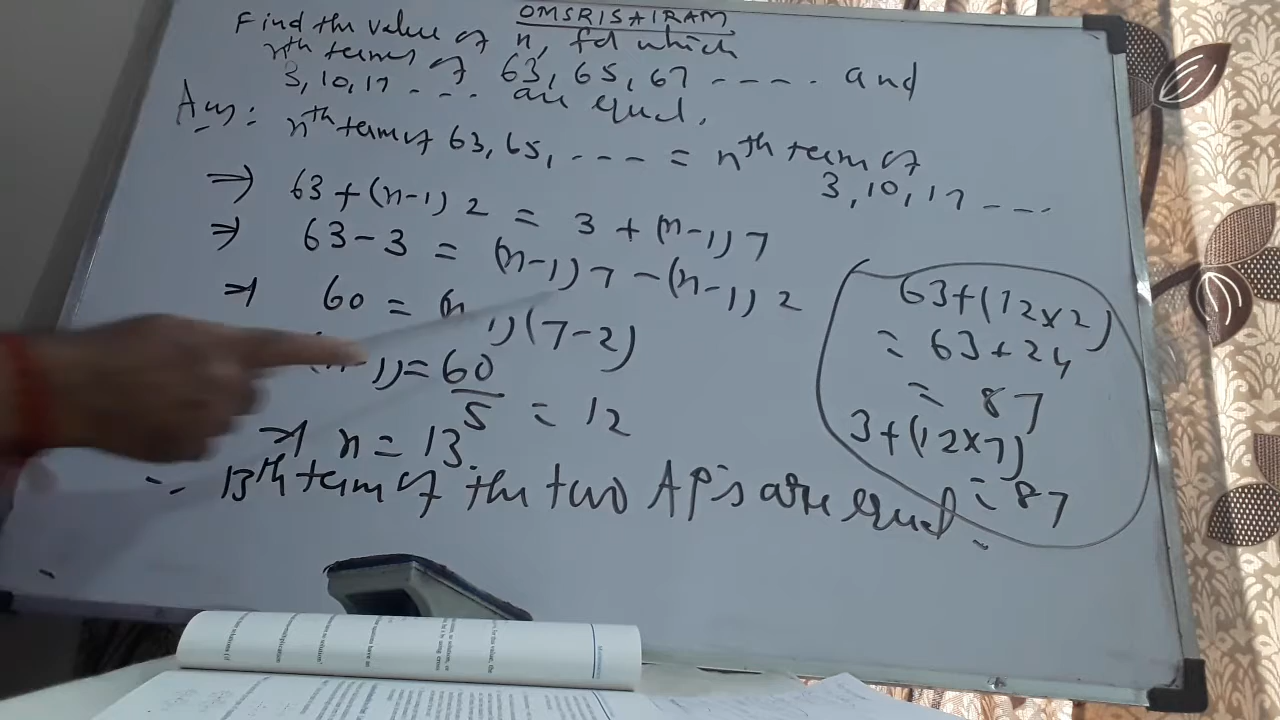 OMSRISAIRAM
Find the value of n, for which
nth terms of 63, 65, 67 ----. and
3, 10, 17 . - - . are equal.
Ans:
nth term of 63, 65, ---- = nth term of
3, 10, 17 ---
⇒ 63 + (n-1) 2 = 3 + (n-1) 7
⇒ 63 - 3 = (n-1) 7 - (n-1) 2
⇒ 60 = (n 1) (7-2)
1) = 60/5 = 12
⇒ n = 13.
∴ 13th term of the two AP's are equal.
63 + (12 x 2)
= 63 + 24
= 87
3 + (12 x 7)
= 87